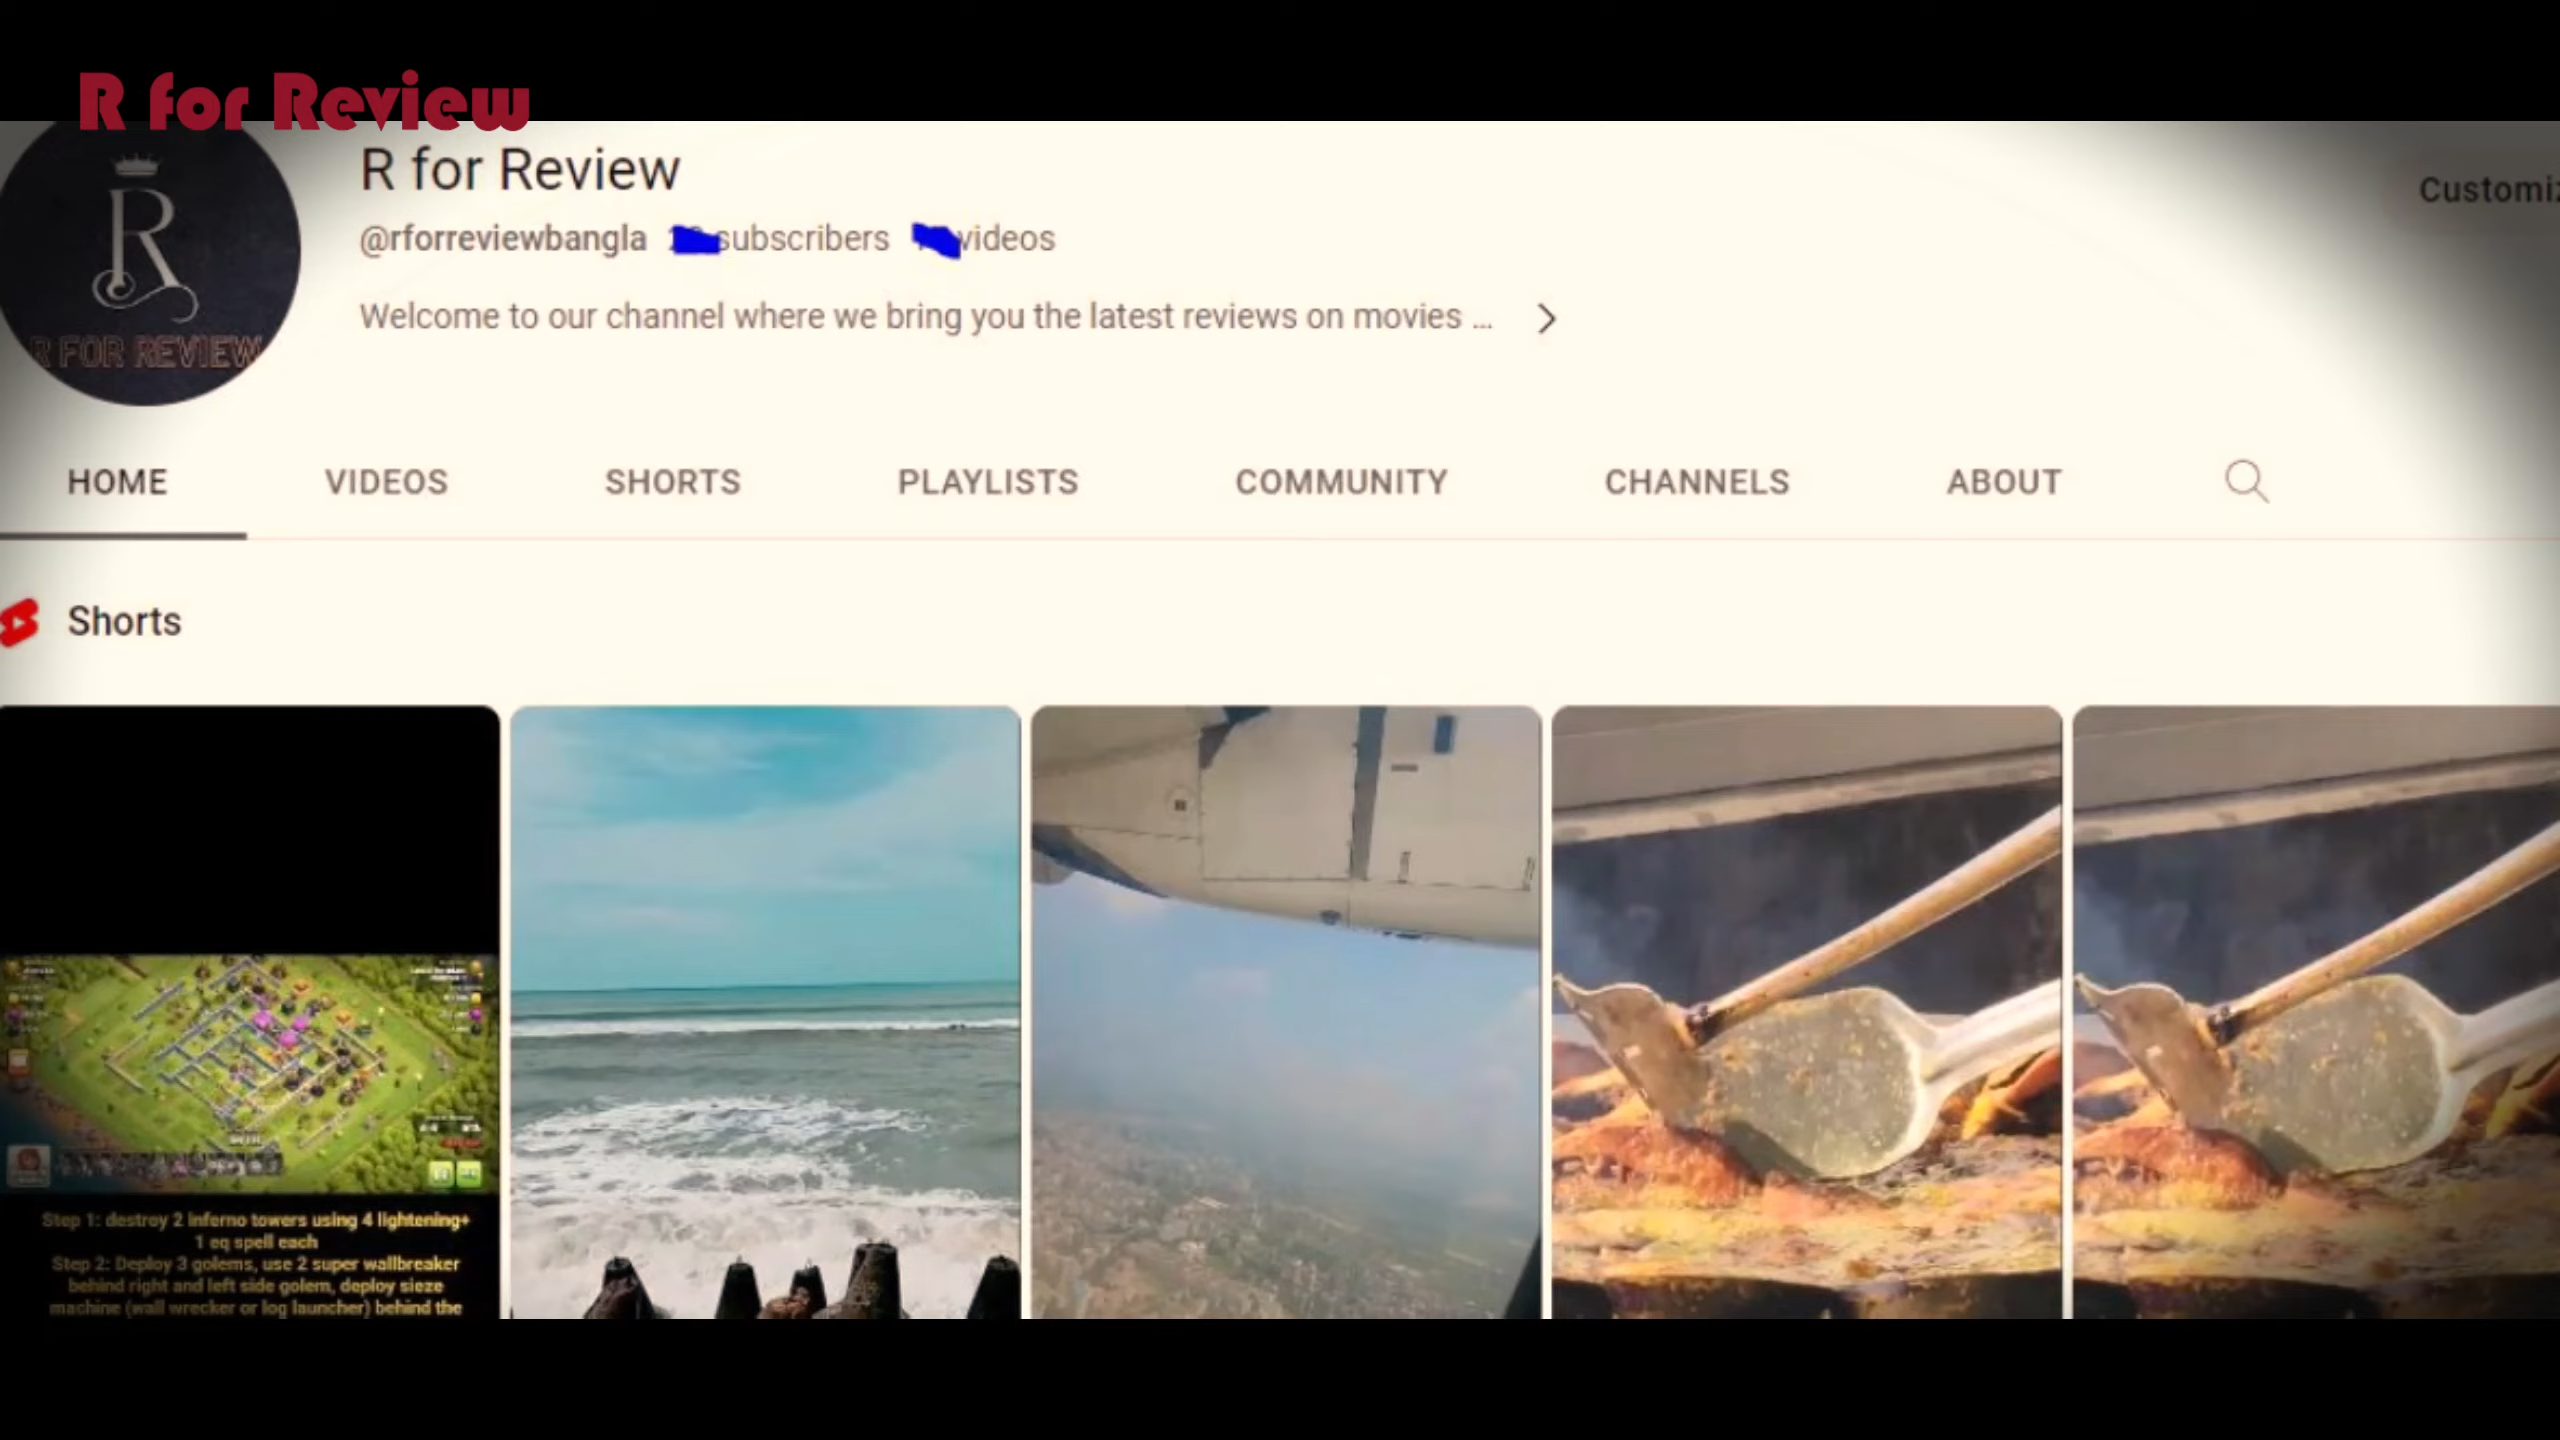 R for Review
R for Review
@rforreviewbangla subscribers videos
Welcome to our channel where we bring you the latest reviews on movies ...
R FOR REVIEW
HOME VIDEOS SHORTS PLAYLISTS COMMUNITY CHANNELS ABOUT
Shorts
Step 1: destroy 2 inferno towers using 4 lightening+
1 eq spell each
Step 2: Deploy 3 golems, use 2 super wallbreaker
behind right and left side golem, deploy sieze
machine (wall wrecker or log launcher) behind the